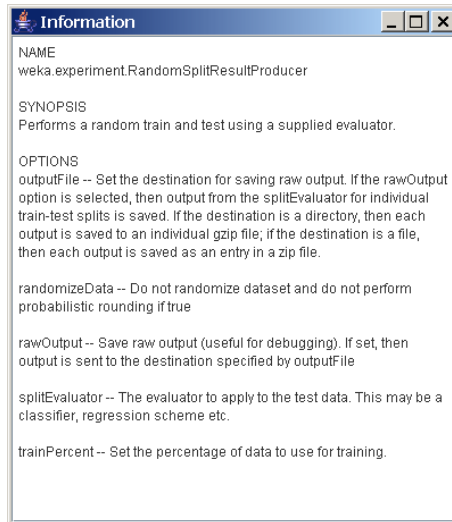 Information
NAME
weka.experiment.RandomSplitResultProducer
SYNOPSIS
Performs a random train and test using a supplied evaluator.
OPTIONS
outputFile -- Set the destination for saving raw output. If the rawOutput
option is selected, then output from the splitEvaluator for individual
train-test splits is saved. If the destination is a directory, then each
output is saved to an individual gzip file; if the destination is a file,
then each output is saved as an entry in a zip file.
randomizeData -- Do not randomize dataset and do not perform
probabilistic rounding if true
rawOutput -- Save raw output (useful for debugging). If set, then
output is sent to the destination specified by outputFile
splitEvaluator -- The evaluator to apply to the test data. This may be a
classifier, regression scheme etc.
trainPercent -- Set the percentage of data to use for training.